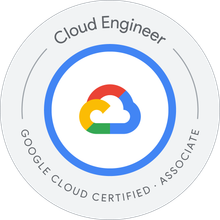 Cloud Engineer
GOOGLE CLOUD CERTIFIED · ASSOCIATE